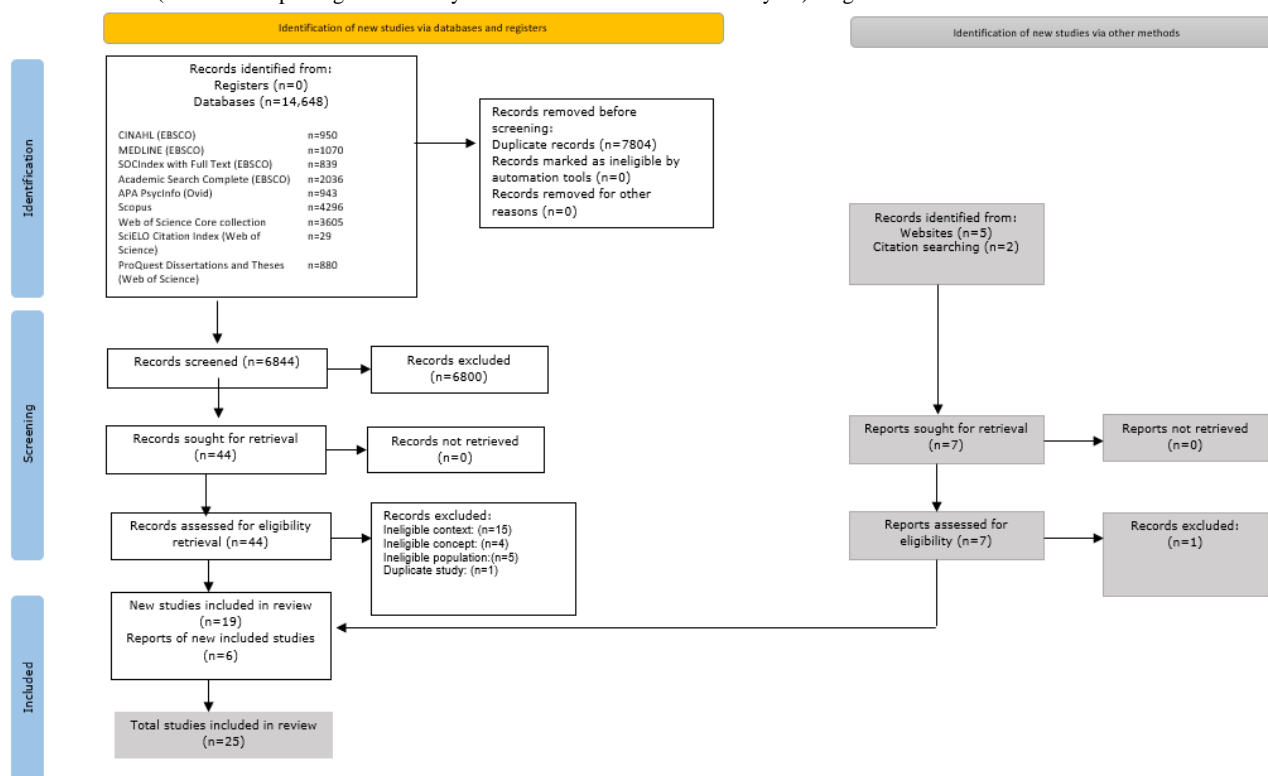 Identification of new studies via databases and registers
Identification of new studies via other methods
Identification
Records identified from:
Registers (n=0)
Databases (n=14,648)
CINAHL (EBSCO) n=950
MEDLINE (EBSCO) n=1070
SOCIndex with Full Text (EBSCO) n=839
Academic Search Complete (EBSCO) n=2036
APA PsycInfo (Ovid) n=943
Scopus n=4296
Web of Science Core collection n=3605
SciELO Citation Index (Web of n=29
Science)
ProQuest Dissertations and Theses n=880
(Web of Science)
Records removed before
screening:
Duplicate records (n=7804)
Records marked as ineligible by
automation tools (n=0)
Records removed for other
reasons (n=0)
Records identified from:
Websites (n=5)
Citation searching (n=2)
Screening
Records screened (n=6844)
Records excluded
(n=6800)
Records sought for retrieval
(n=44)
Records not retrieved
(n=0)
Reports sought for retrieval
(n=7)
Reports not retrieved
(n=0)
Records assessed for eligibility
retrieval (n=44)
Records excluded:
Ineligible context: (n=15)
Ineligible concept: (n=4)
Ineligible population:(n=5)
Duplicate study: (n=1)
Reports assessed for
eligibility (n=7)
Records excluded:
(n=1)
Included
New studies included in review
(n=19)
Reports of new included studies
(n=6)
Total studies included in review
(n=25)